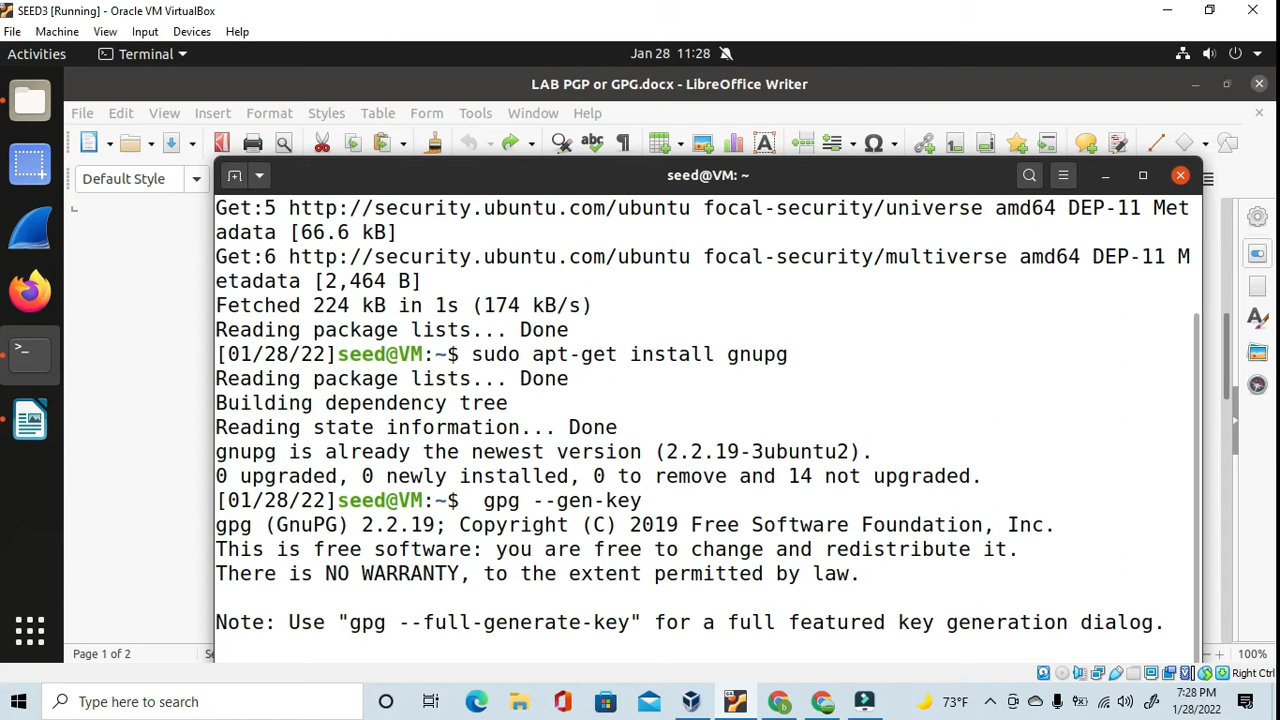 SEED3 [Running] - Oracle VM VirtualBox
File Machine View Input Devices Help
Activities Terminal Jan 28 11:28
LAB PGP or GPG.docx - LibreOffice Writer
File Edit View Insert Format Styles Table Form Tools Window Help
Default Style
seed@VM: ~
Get:5 http://security.ubuntu.com/ubuntu focal-security/universe amd64 DEP-11 Met
adata [66.6 kB]
Get:6 http://security.ubuntu.com/ubuntu focal-security/multiverse amd64 DEP-11 M
etadata [2,464 B]
Fetched 224 kB in 1s (174 kB/s)
Reading package lists... Done
[01/28/22]seed@VM:~$ sudo apt-get install gnupg
Reading package lists... Done
Building dependency tree
Reading state information... Done
gnupg is already the newest version (2.2.19-3ubuntu2).
0 upgraded, 0 newly installed, 0 to remove and 14 not upgraded.
[01/28/22]seed@VM:~$  gpg --gen-key
gpg (GnuPG) 2.2.19; Copyright (C) 2019 Free Software Foundation, Inc.
This is free software: you are free to change and redistribute it.
There is NO WARRANTY, to the extent permitted by law.
Note: Use "gpg --full-generate-key" for a full featured key generation dialog.
Page 1 of 2 100%
Right Ctrl
Type here to search 73°F 7:28 PM
1/28/2022